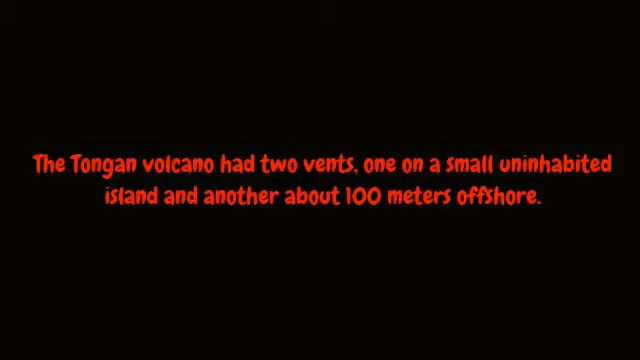 The Tongan volcano had two vents, one on a small uninhabited
island and another about 100 meters offshore.